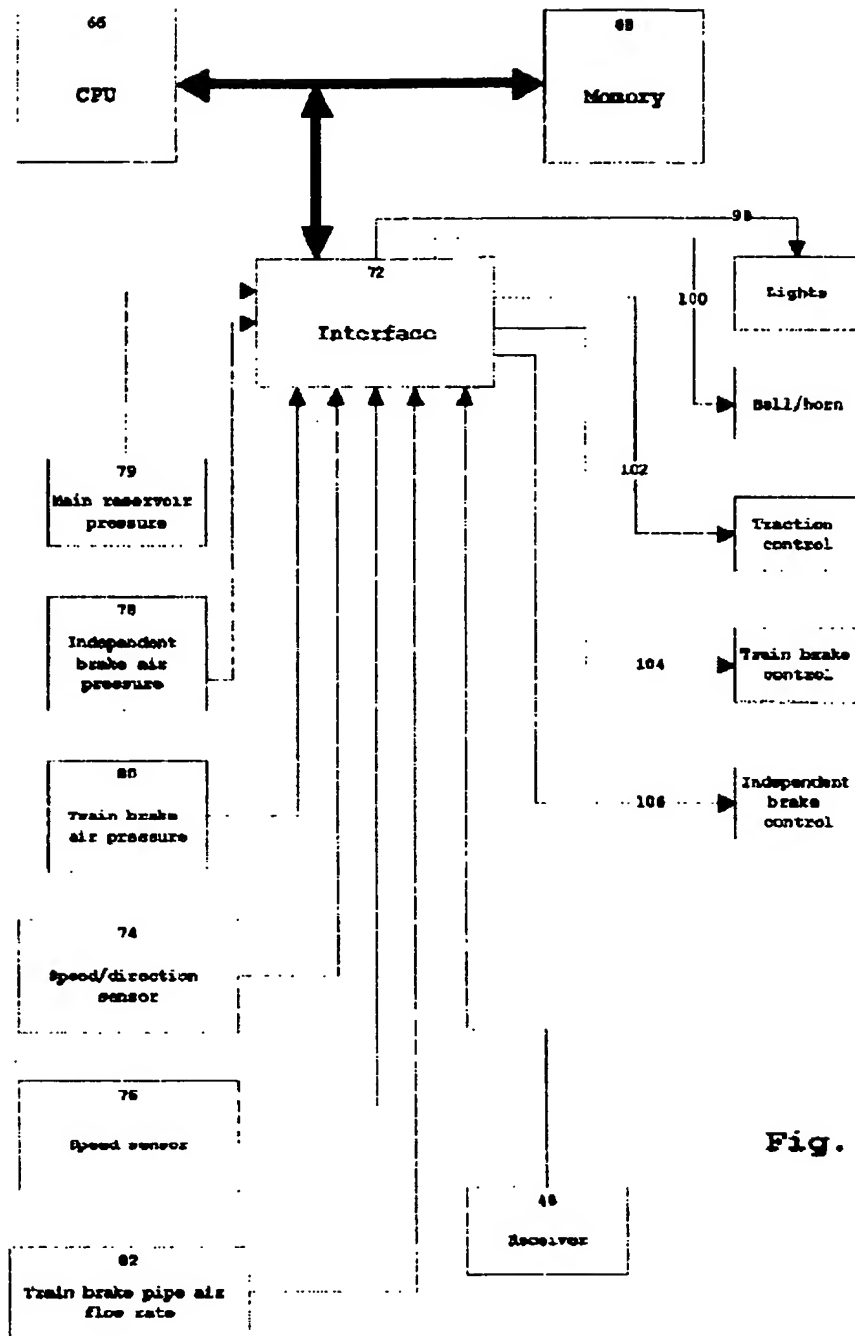 66
CPU
Memory
98
72
Interface
100
Lights
Bell/horn
79
Main reservoir
pressure
102
Traction
control
78
Independent
brake air
pressure
104
Train brake
control
80
Train brake
air pressure
106
Independent
brake
control
74
Speed/direction
sensor
76
Speed sensor
Fig.
Receiver
82
Train brake pipe air
flow rate